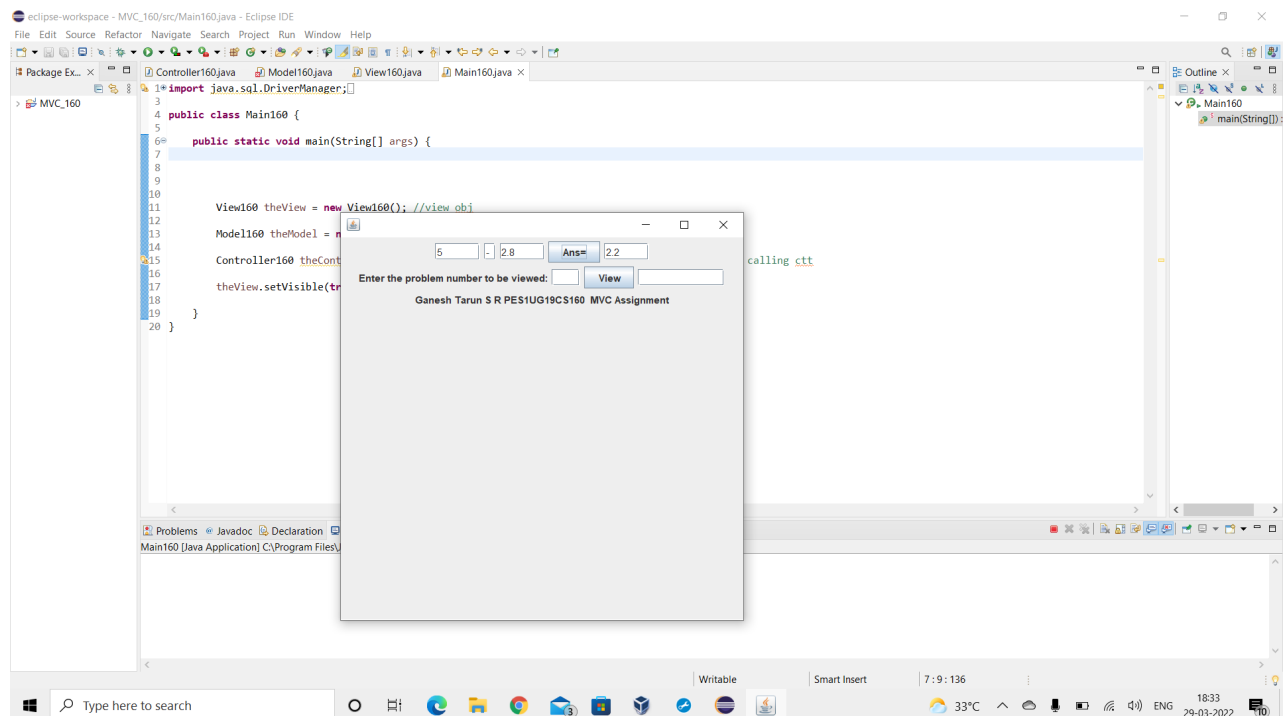 eclipse-workspace - MVC_160/src/Main160.java - Eclipse IDE
File Edit Source Refactor Navigate Search Project Run Window Help
Package Ex...
Controller160.java Model160.java View160.java Main160.java
Outline
MVC_160
1 import java.sql.DriverManager;
3
4 public class Main160 {
5
6 public static void main(String[] args) {
7
8
9
10
11 View160 theView = new View160(); //view obj
12
13 Model160 theModel = n
14
15 Controller160 theCont calling ctt
16
17 theView.setVisible(tr
18
19 }
20 }
Main160
main(String[]) :
5 - 2.8 Ans= 2.2
Enter the problem number to be viewed: View
Ganesh Tarun S R PES1UG19CS160 MVC Assignment
Problems Javadoc Declaration
Main160 [Java Application] C:\Program Files\
Writable Smart Insert 7 : 9 : 136
Type here to search
3
33°C ENG
18:33
29-03-2022
10